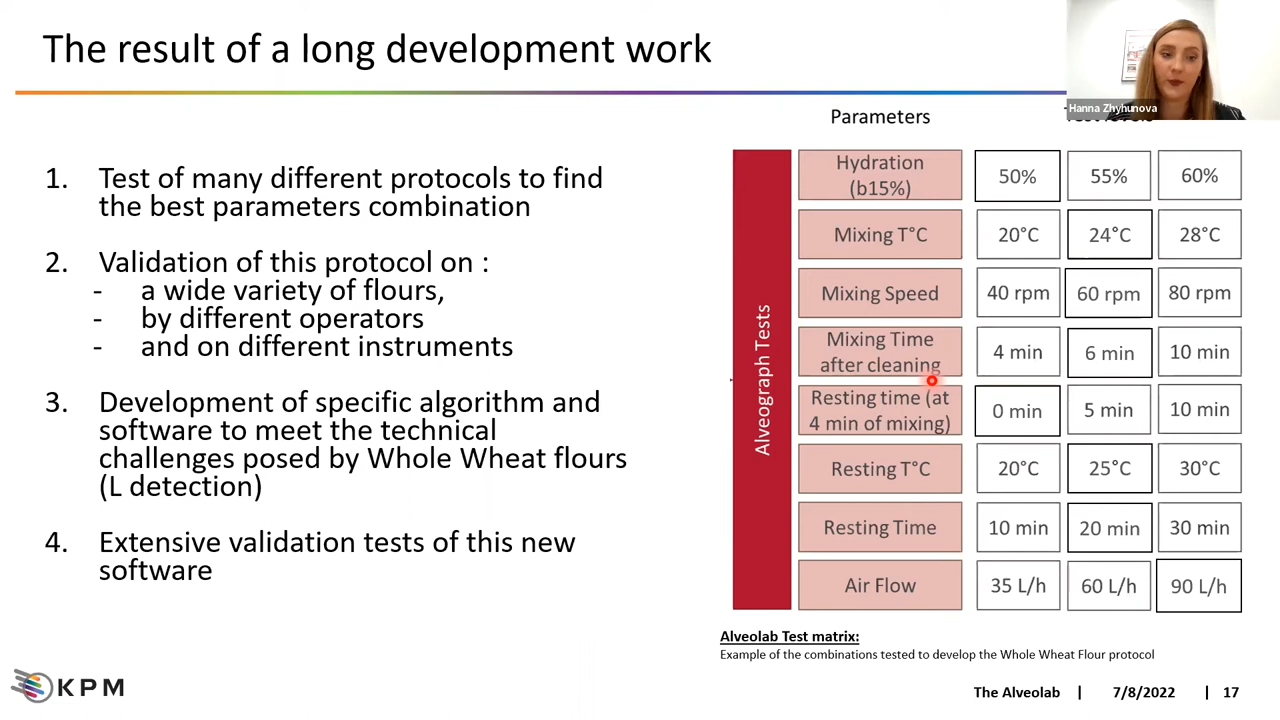 The result of a long development work
Hanna Zhyhunova
1. Test of many different protocols to find
the best parameters combination
2. Validation of this protocol on :
- a wide variety of flours,
- by different operators
- and on different instruments
3. Development of specific algorithm and
software to meet the technical
challenges posed by Whole Wheat flours
(L detection)
4. Extensive validation tests of this new
software
Parameters
Alveograph Tests
Hydration
(b15%)
50% 55% 60%
Mixing T°C 20°C 24°C 28°C
Mixing Speed 40 rpm 60 rpm 80 rpm
Mixing Time
after cleaning
4 min 6 min 10 min
Resting time (at
4 min of mixing)
0 min 5 min 10 min
Resting T°C 20°C 25°C 30°C
Resting Time 10 min 20 min 30 min
Air Flow 35 L/h 60 L/h 90 L/h
Alveolab Test matrix:
Example of the combinations tested to develop the Whole Wheat Flour protocol
KPM
The Alveolab | 7/8/2022 | 17